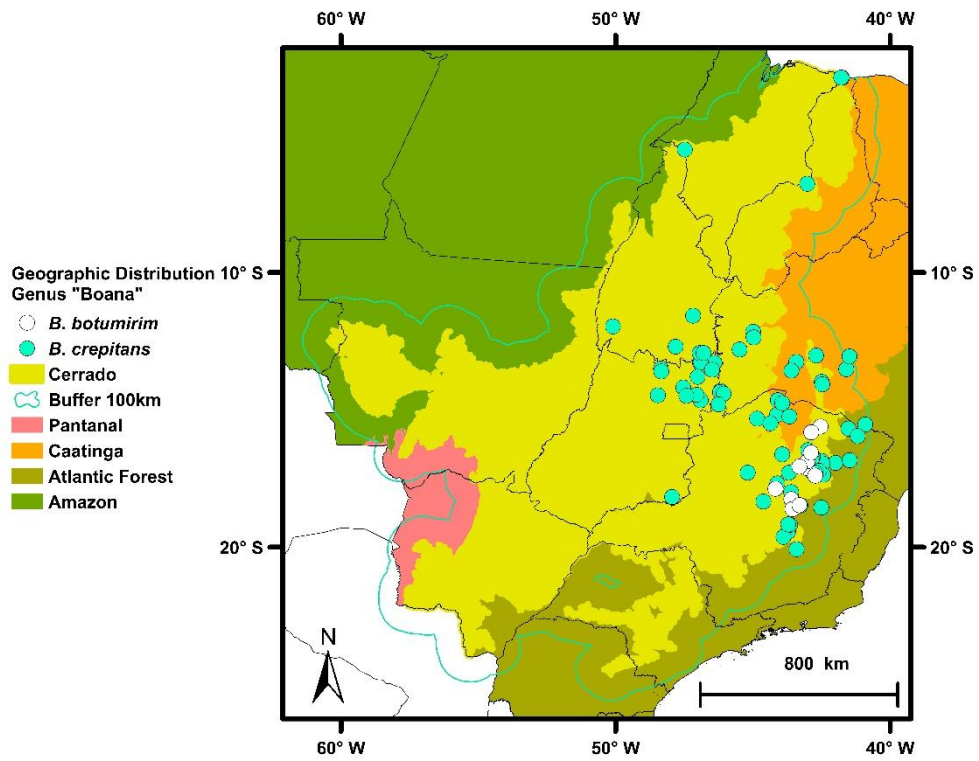 60° W 50° W 40° W
Geographic Distribution 10° S 10° S
Genus "Boana"
B. botumirim
B. crepitans
Cerrado
Buffer 100km
Pantanal
Caatinga
Atlantic Forest
Amazon
20° S 20° S
N
800 km
60° W 50° W 40° W